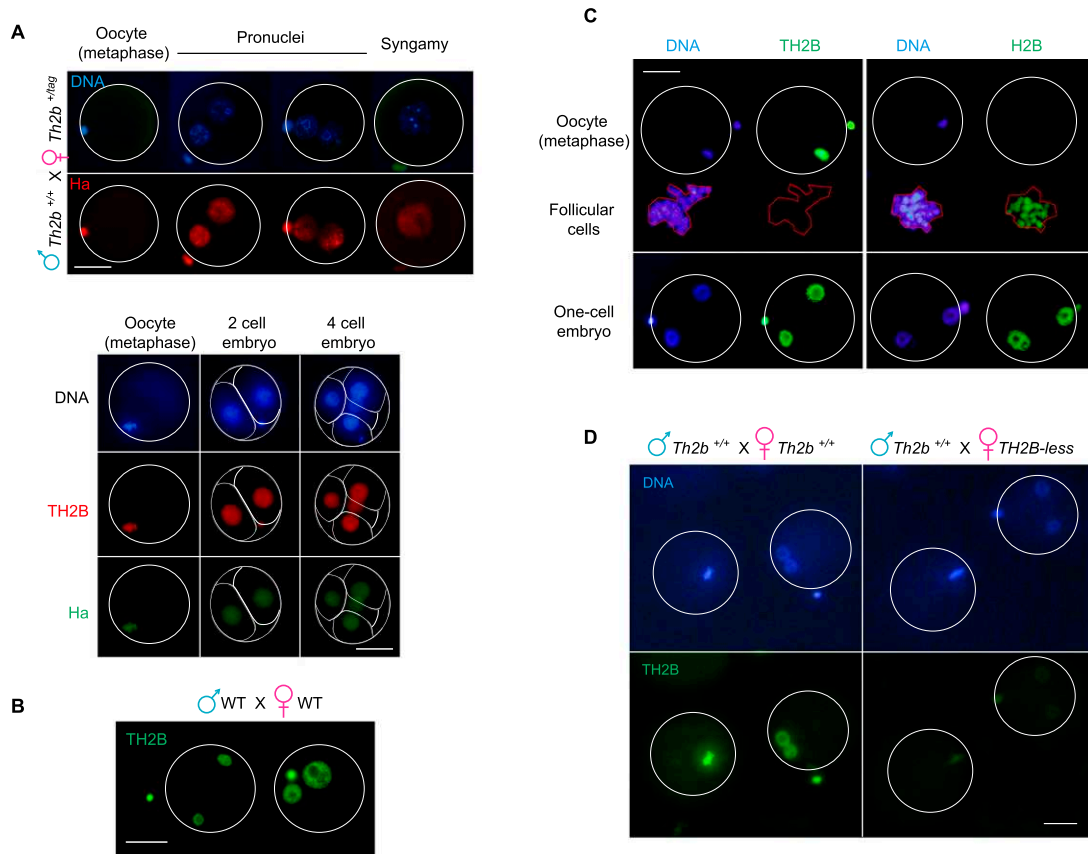 A
Oocyte
(metaphase)
Pronuclei
Syngamy
♂ Th2b +/+ X ♀ Th2b +/tag
DNA
Ha
Oocyte
(metaphase)
2 cell
embryo
4 cell
embryo
DNA
TH2B
Ha
B
♂ WT X ♀ WT
TH2B
C
DNA TH2B DNA H2B
Oocyte
(metaphase)
Follicular
cells
One-cell
embryo
D
♂ Th2b +/+ X ♀ Th2b +/+
♂ Th2b +/+ X ♀ TH2B-less
DNA
TH2B